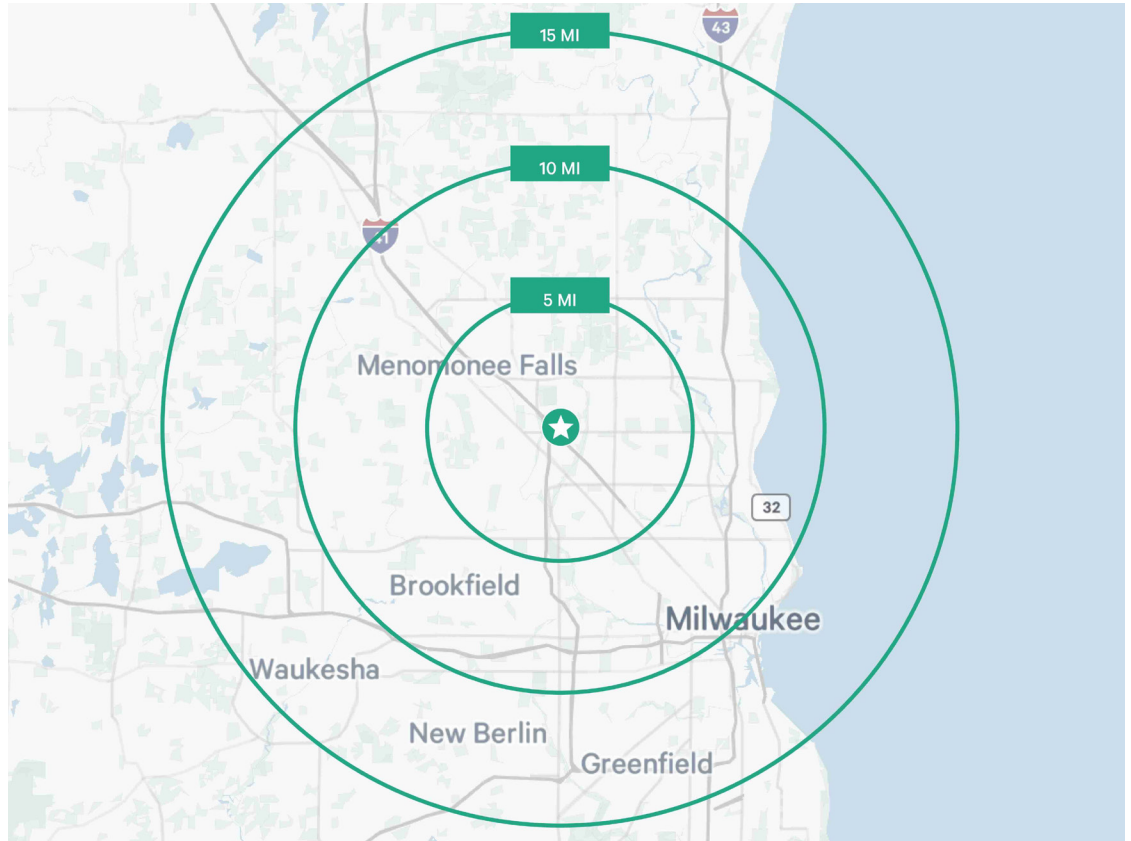 43
15 MI
10 MI
41
5 MI
Menomonee Falls
32
Brookfield
Milwaukee
Waukesha
New Berlin
Greenfield